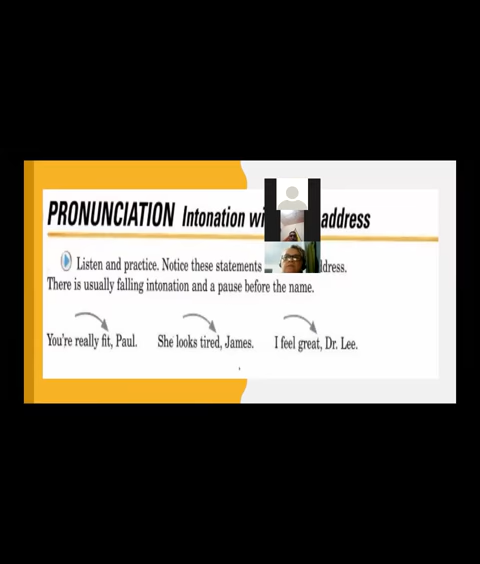 PRONUNCIATION Intonation wi address
Listen and practice. Notice these statements ddress.
There is usually falling intonation and a pause before the name.
You're really fit, Paul. She looks tired, James. I feel great, Dr. Lee.